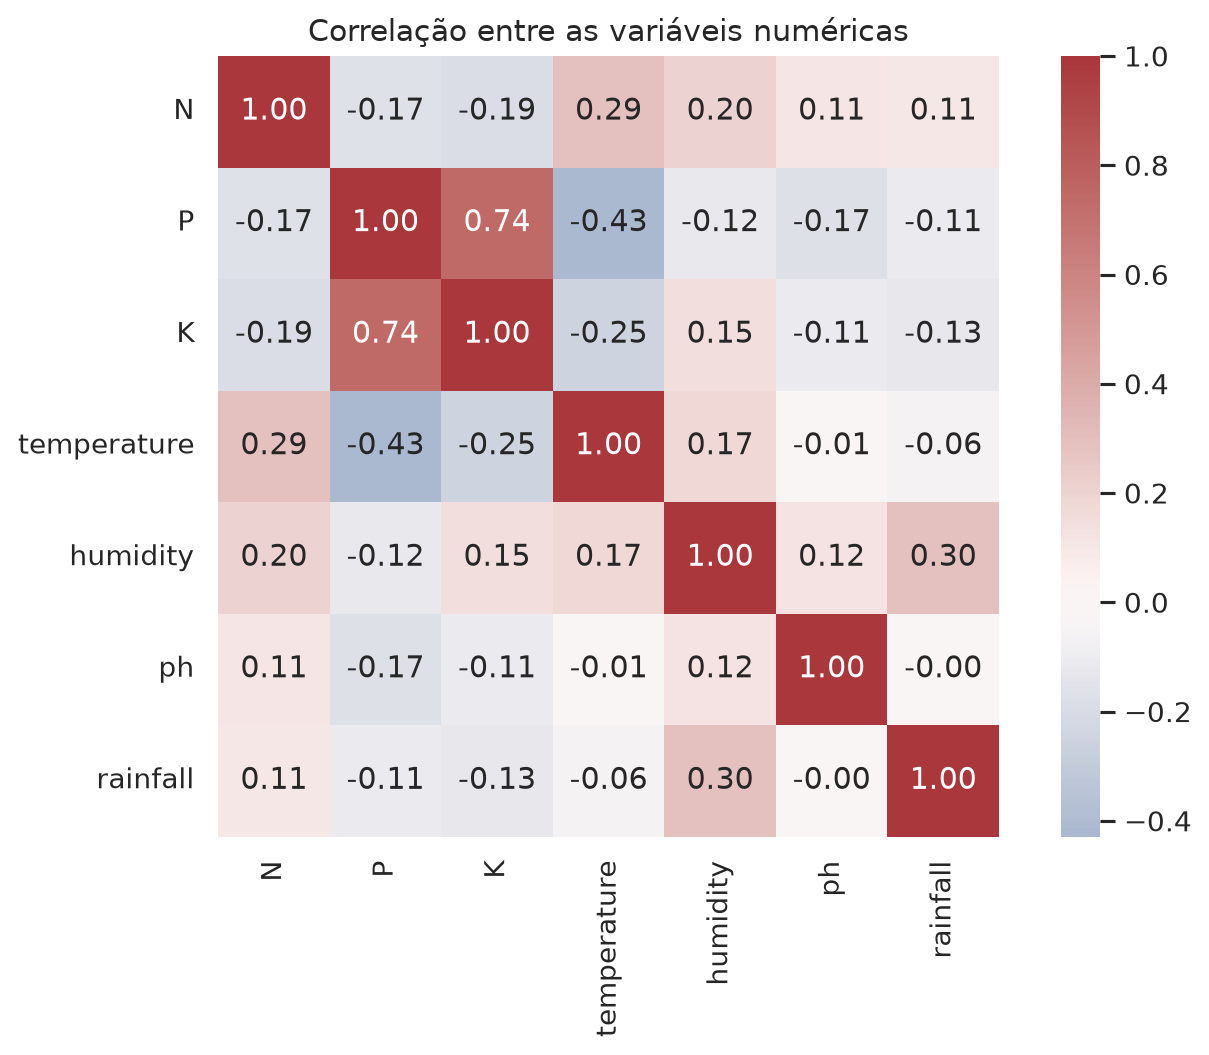 Correlação entre as variáveis numéricas
N 1.00 -0.17 -0.19 0.29 0.20 0.11 0.11
P -0.17 1.00 0.74 -0.43 -0.12 -0.17 -0.11
K -0.19 0.74 1.00 -0.25 0.15 -0.11 -0.13
temperature 0.29 -0.43 -0.25 1.00 0.17 -0.01 -0.06
humidity 0.20 -0.12 0.15 0.17 1.00 0.12 0.30
ph 0.11 -0.17 -0.11 -0.01 0.12 1.00 -0.00
rainfall 0.11 -0.11 -0.13 -0.06 0.30 -0.00 1.00
N P K temperature humidity ph rainfall
1.0
0.8
0.6
0.4
0.2
0.0
−0.2
−0.4